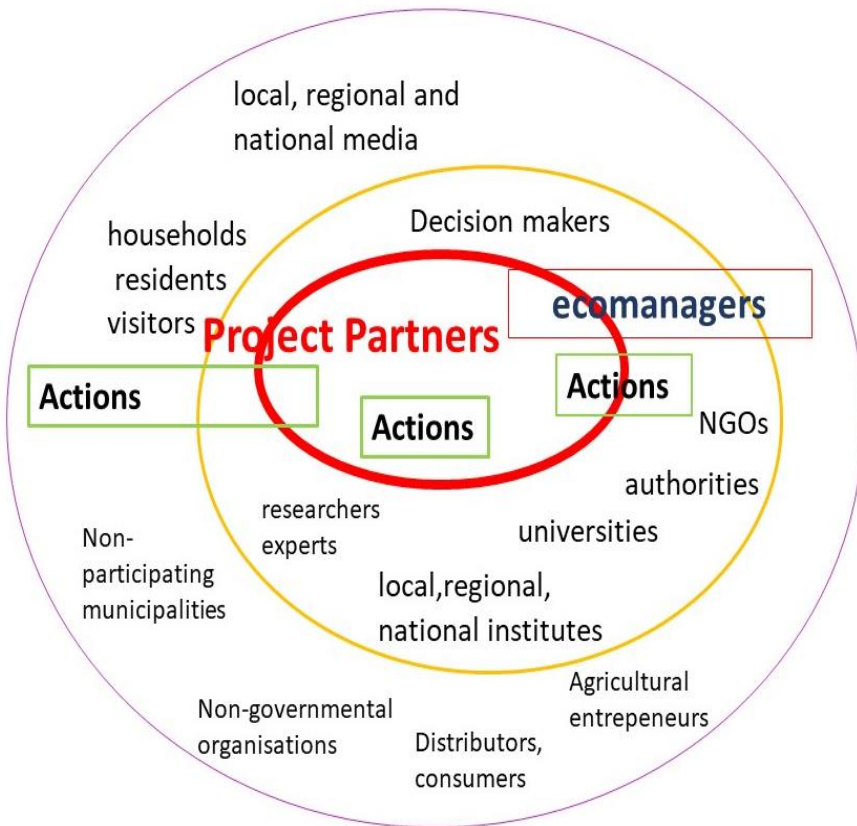 local, regional and
national media
Decision makers
households
residents
visitors
ecomanagers
Project Partners
Actions
Actions
Actions
NGOs
authorities
researchers
experts
universities
Non-
participating
municipalities
local,regional,
national institutes
Agricultural
entrepeneurs
Non-governmental
organisations
Distributors,
consumers